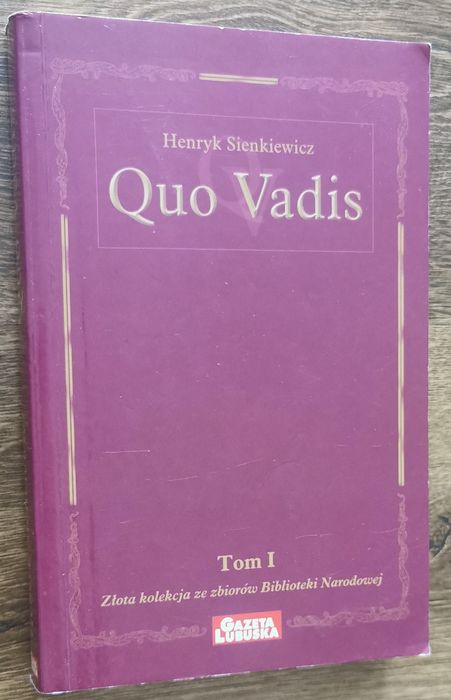 Henryk Sienkiewicz
Quo Vadis
Tom I
Złota kolekcja ze zbiorów Biblioteki Narodowej
GAZETA
LUBUSKA